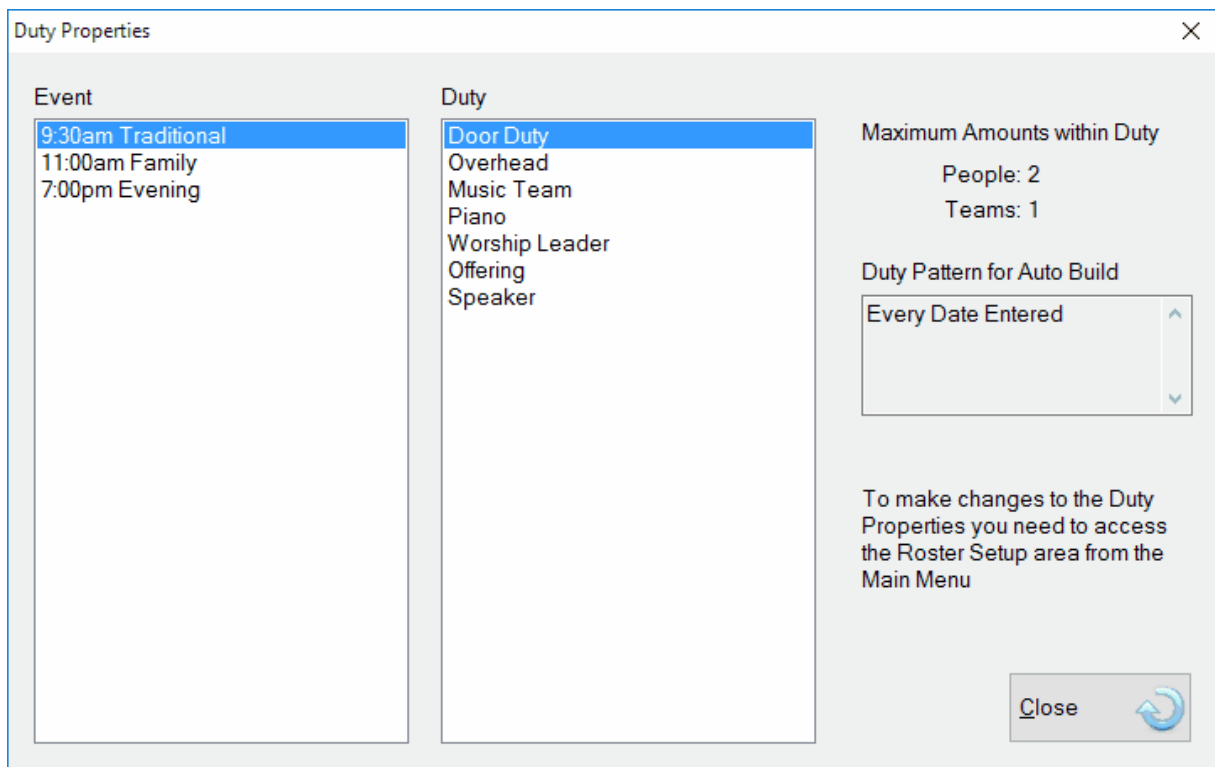 Duty Properties
Event
9:30am Traditional
11:00am Family
7:00pm Evening
Duty
Door Duty
Overhead
Music Team
Piano
Worship Leader
Offering
Speaker
Maximum Amounts within Duty
People: 2
Teams: 1
Duty Pattern for Auto Build
Every Date Entered
To make changes to the Duty
Properties you need to access
the Roster Setup area from the
Main Menu
Close